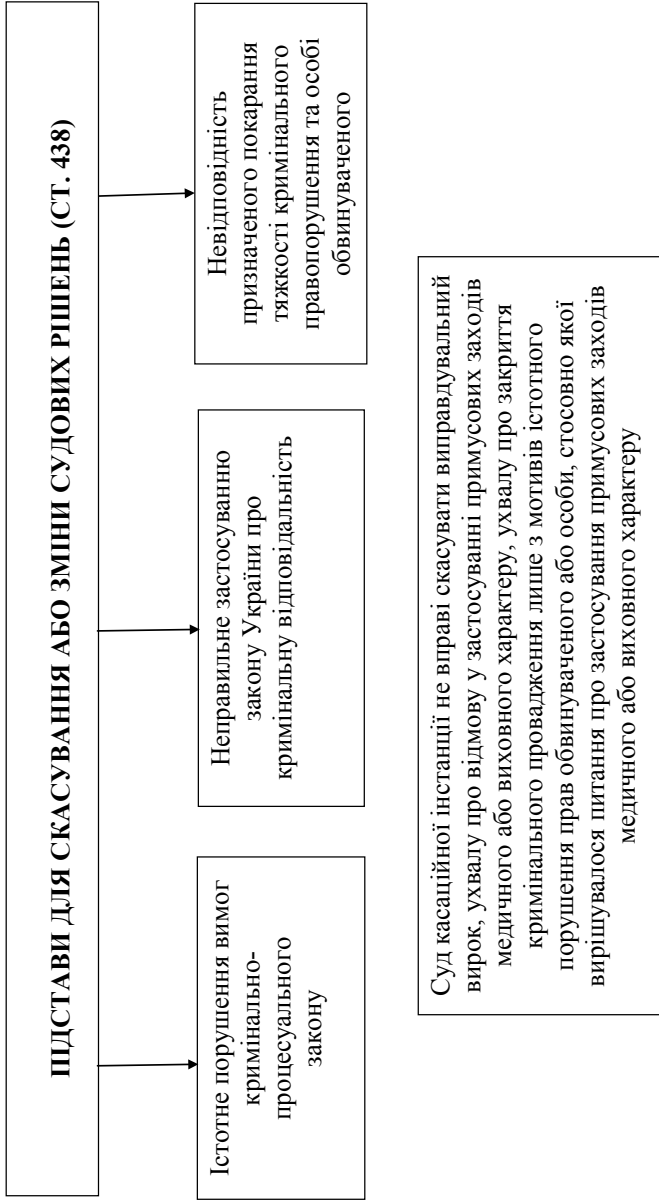 ПІДСТАВИ ДЛЯ СКАСУВАННЯ АБО ЗМІНИ СУДОВИХ РІШЕНЬ (СТ. 438)
Істотне порушення вимог
кримінально-
процесуального
закону
Неправильне застосуванню
закону України про
кримінальну відповідальність
Невідповідність
призначеного покарання
тяжкості кримінального
правопорушення та особі
обвинуваченого
Суд касаційної інстанції не вправі скасувати виправдувальний
вирок, ухвалу про відмову у застосуванні примусових заходів
медичного або виховного характеру, ухвалу про закриття
кримінального провадження лише з мотивів істотного
порушення прав обвинуваченого або особи, стосовно якої
вирішувалося питання про застосування примусових заходів
медичного або виховного характеру